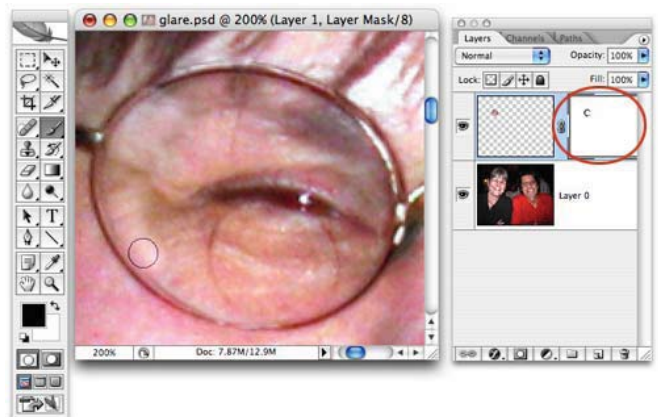 glare.psd @ 200% (Layer 1, Layer Mask/8)
200%
Doc: 7.87M/12.9M
Layers
Channels
Paths
Normal
Opacity: 100%
Lock:
Fill: 100%
Layer 0
T